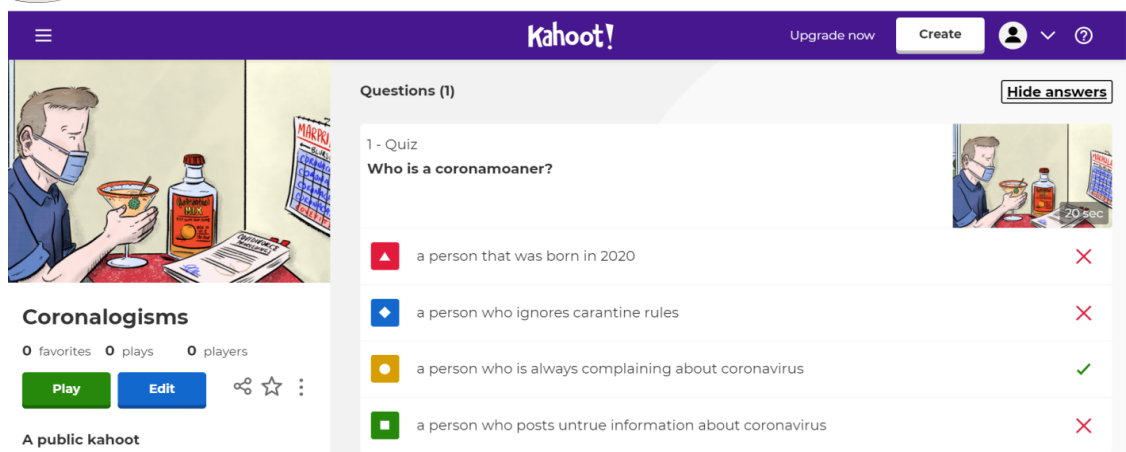 Kahoot!
Upgrade now
Create
Questions (1)
Hide answers
1 - Quiz
Who is a coronamoaner?
20 sec
a person that was born in 2020
a person who ignores carantine rules
a person who is always complaining about coronavirus
a person who posts untrue information about coronavirus
Coronalogisms
0 favorites 0 plays 0 players
Play
Edit
A public kahoot